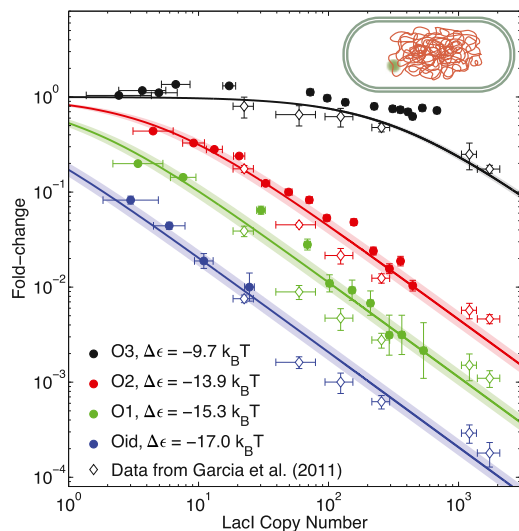 Fold−change
10^0
10^−1
10^−2
10^−3
10^−4
O3, Δϵ = −9.7 k_BT
O2, Δϵ = −13.9 k_BT
O1, Δϵ = −15.3 k_BT
Oid, Δϵ = −17.0 k_BT
Data from Garcia et al. (2011)
10^0 10^1 10^2 10^3
LacI Copy Number